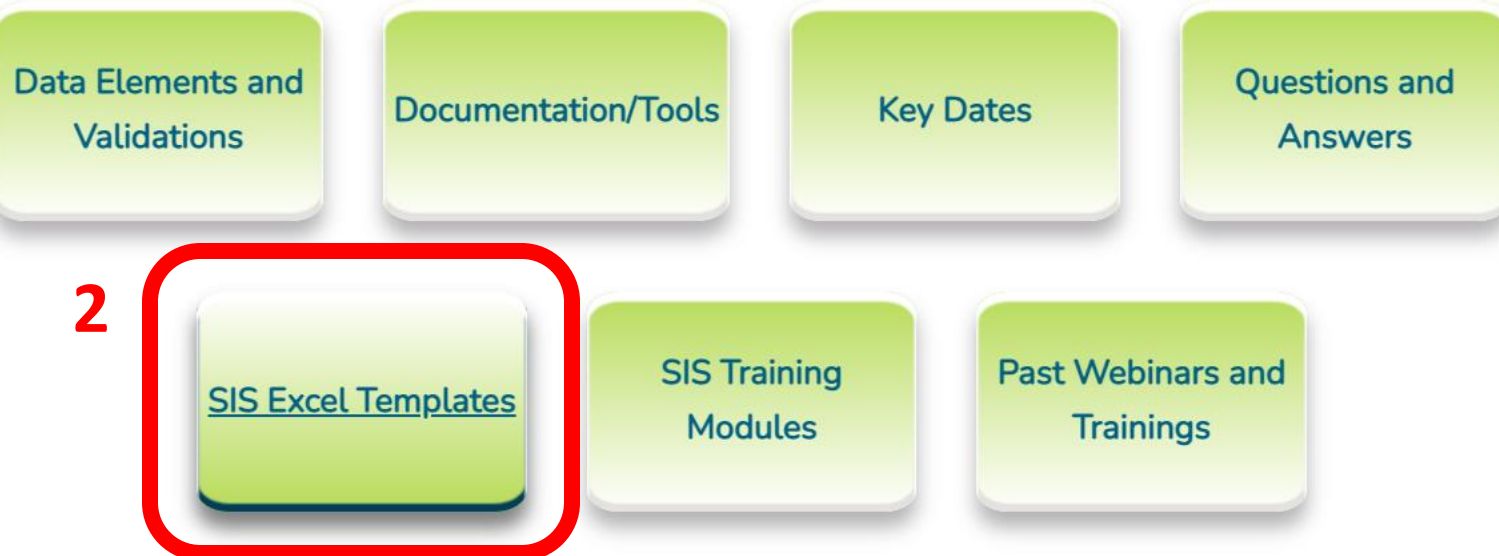 Data Elements and
Validations
Documentation/Tools
Key Dates
Questions and
Answers
2
SIS Excel Templates
SIS Training
Modules
Past Webinars and
Trainings